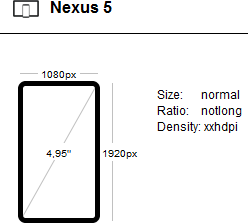 Nexus 5
1080px
Size: normal
Ratio: notlong
Density: xxhdpi
4,95"
1920px